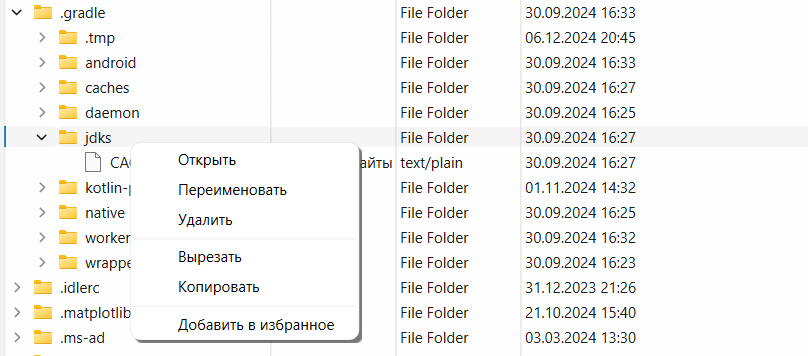 .gradle File Folder 30.09.2024 16:33
.tmp File Folder 06.12.2024 20:45
android File Folder 30.09.2024 16:33
caches File Folder 30.09.2024 16:27
daemon File Folder 30.09.2024 16:25
jdks File Folder 30.09.2024 16:27
text/plain 30.09.2024 16:27
File Folder 01.11.2024 14:32
native File Folder 30.09.2024 16:25
File Folder 30.09.2024 16:32
File Folder 30.09.2024 16:23
.idlerc File Folder 31.12.2023 21:26
.matplotlib File Folder 21.10.2024 15:40
.ms-ad File Folder 03.03.2024 13:30
Открыть
Переименовать
Удалить
Вырезать
Копировать
Добавить в избранное